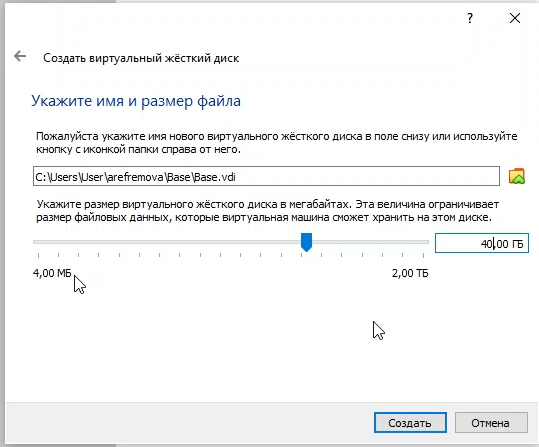 ?
Создать виртуальный жёсткий диск
Укажите имя и размер файла
Пожалуйста укажите имя нового виртуального жёсткого диска в поле снизу или используйте
кнопку с иконкой папки справа от него.
C:\Users\User\arefremova\Base\Base.vdi
Укажите размер виртуального жёсткого диска в мегабайтах. Эта величина ограничивает
размер файловых данных, которые виртуальная машина сможет хранить на этом диске.
40,00 ГБ
4,00 МБ 2,00 ТБ
Создать Отмена